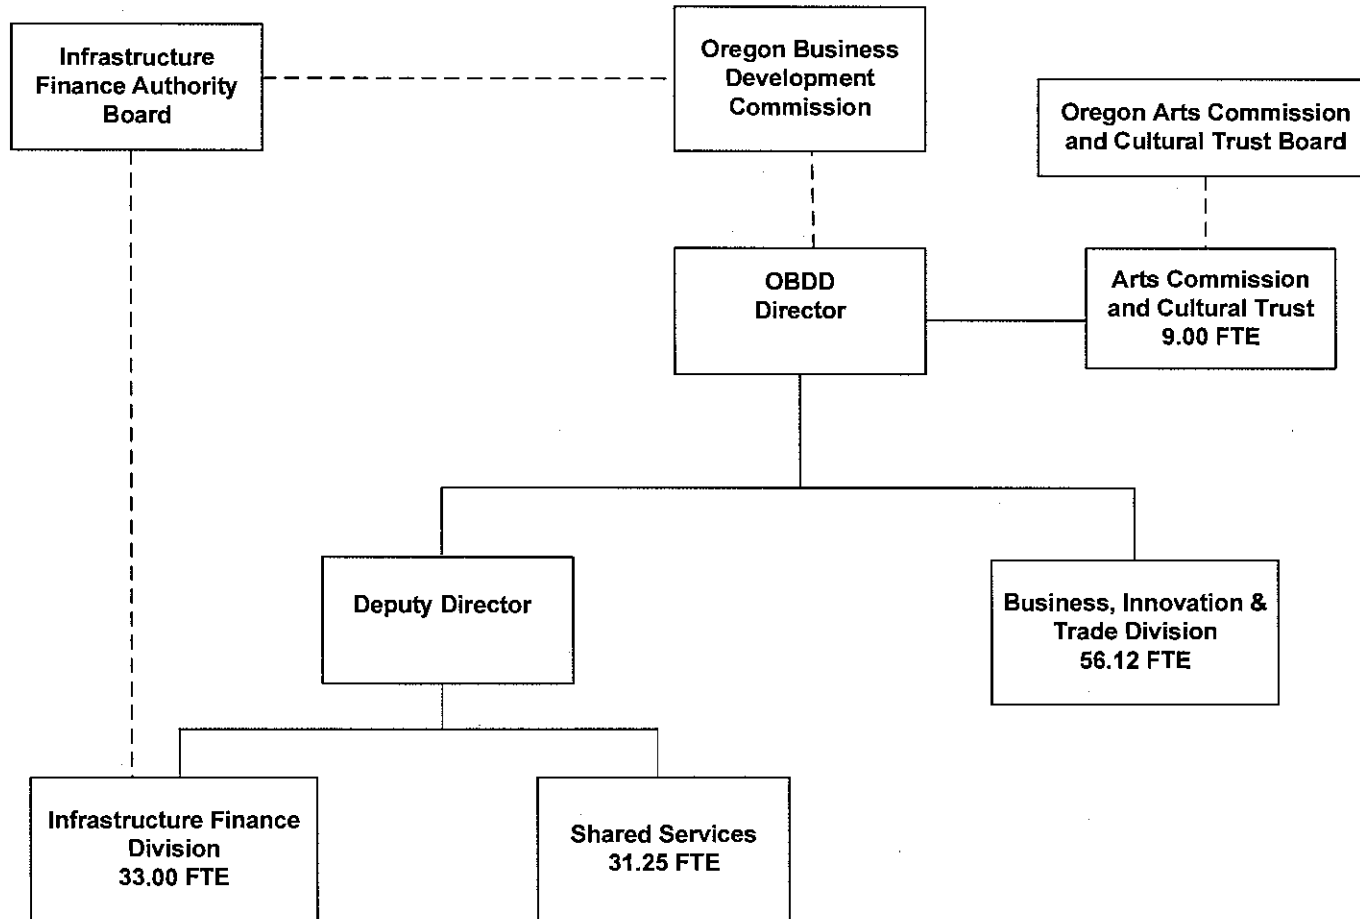 Infrastructure
Finance Authority
Board
Oregon Business
Development
Commission
Oregon Arts Commission
and Cultural Trust Board
OBDD
Director
Arts Commission
and Cultural Trust
9.00 FTE
Deputy Director
Business, Innovation &
Trade Division
56.12 FTE
Infrastructure Finance
Division
33.00 FTE
Shared Services
31.25 FTE